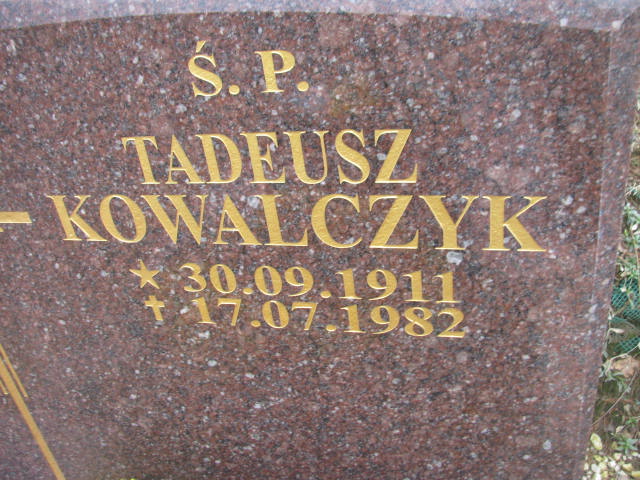 Ś. P.
TADEUSZ
KOWALCZYK
★ 30.09.1911
✝ 17.07.1982